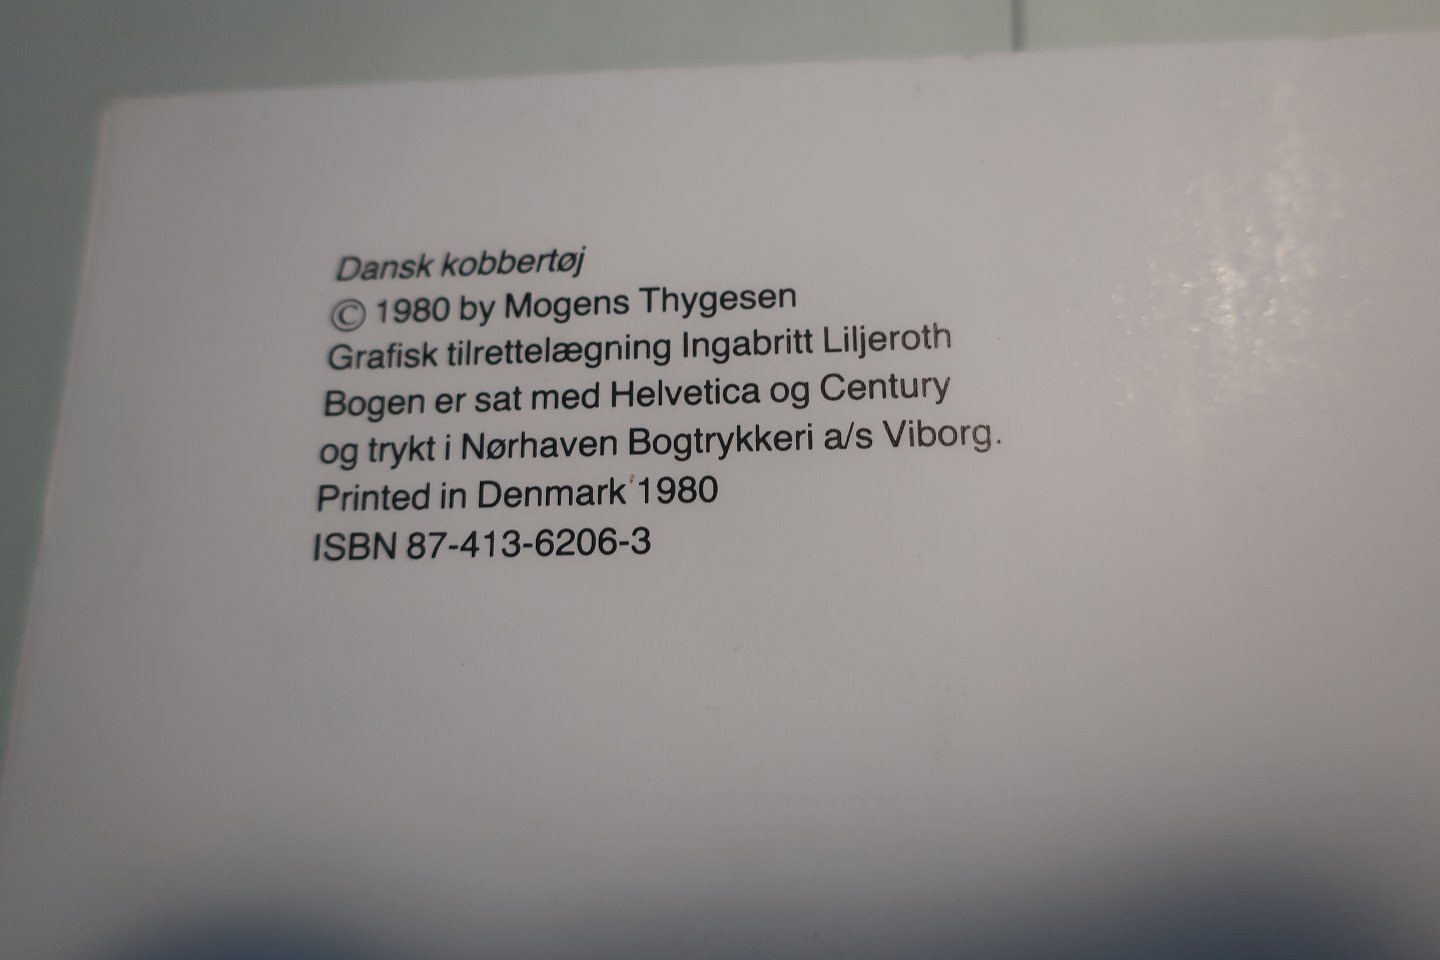 Dansk kobbertøj
© 1980 by Mogens Thygesen
Grafisk tilrettelægning Ingabritt Liljeroth
Bogen er sat med Helvetica og Century
og trykt i Nørhaven Bogtrykkeri a/s Viborg.
Printed in Denmark 1980
ISBN 87-413-6206-3